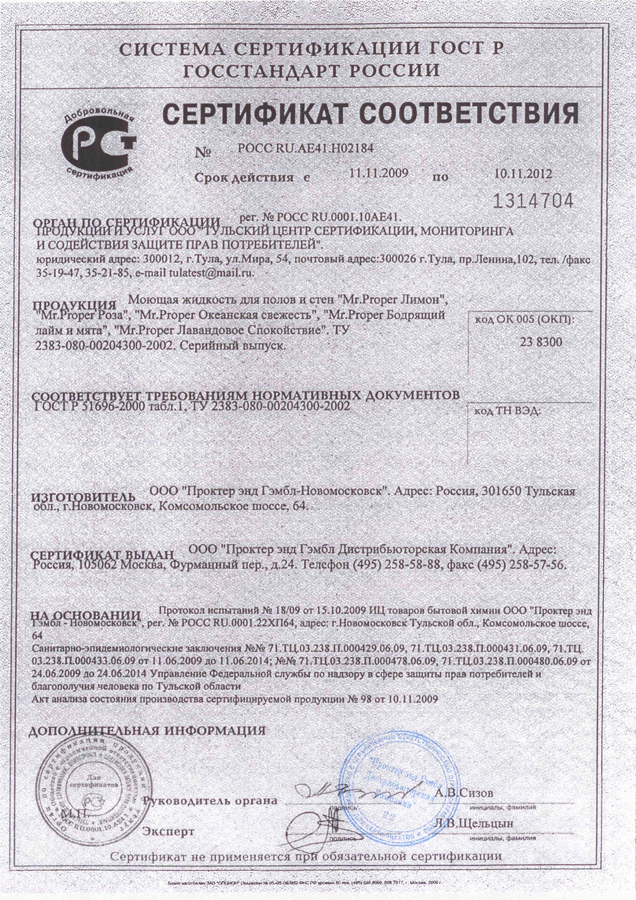 СИСТЕМА СЕРТИФИКАЦИИ ГОСТ Р
ГОССТАНДАРТ РОССИИ
Добровольная
сертификация
СЕРТИФИКАТ СООТВЕТСТВИЯ
№ РОСС RU.АЕ41.Н02184
Срок действия с 11.11.2009 по 10.11.2012
1314704
ОРГАН ПО СЕРТИФИКАЦИИ рег. № РОСС RU.0001.10АЕ41.
ПРОДУКЦИИ И УСЛУГ ООО "ТУЛЬСКИЙ ЦЕНТР СЕРТИФИКАЦИИ, МОНИТОРИНГА
И СОДЕЙСТВИЯ ЗАЩИТЕ ПРАВ ПОТРЕБИТЕЛЕЙ".
юридический адрес: 300012, г.Тула, ул.Мира, 54, почтовый адрес:300026 г.Тула, пр.Ленина,102, тел. /факс
35-19-47, 35-21-85, e-mail tulatest@mail.ru.
ПРОДУКЦИЯ Моющая жидкость для полов и стен "Mr.Proper Лимон",
"Mr.Proper Роза", "Mr.Proper Океанская свежесть", "Mr.Proper Бодрящий
лайм и мята", "Mr.Proper Лавандовое Спокойствие". ТУ
2383-080-00204300-2002. Серийный выпуск.
код ОК 005 (ОКП):
23 8300
СООТВЕТСТВУЕТ ТРЕБОВАНИЯМ НОРМАТИВНЫХ ДОКУМЕНТОВ
ГОСТ Р 51696-2000 табл.1, ТУ 2383-080-00204300-2002
код ТН ВЭД:
ИЗГОТОВИТЕЛЬ ООО "Проктер энд Гэмбл-Новомосковск". Адрес: Россия, 301650 Тульская
обл., г.Новомосковск, Комсомольское шоссе, 64.
СЕРТИФИКАТ ВЫДАН ООО "Проктер энд Гэмбл Дистрибьюторская Компания". Адрес:
Россия, 105062 Москва, Фурманный пер., д.24. Телефон (495) 258-58-88, факс (495) 258-57-56.
НА ОСНОВАНИИ Протокол испытаний № 18/09 от 15.10.2009 ИЦ товаров бытовой химии ООО "Проктер энд
Гэмбл - Новомосковск", рег. № РОСС RU.0001.22ХП64, адрес: г.Новомосковск Тульской обл., Комсомольское шоссе,
64
Санитарно-эпидемиологические заключения №№ 71.ТЦ.03.238.П.000429.06.09, 71.ТЦ.03.238.П.000431.06.09, 71.ТЦ.
03.238.П.000433.06.09 от 11.06.2009 до 11.06.2014; №№ 71.ТЦ.03.238.П.000478.06.09, 71.ТЦ.03.238.П.000480.06.09 от
24.06.2009 до 24.06.2014 Управление Федеральной службы по надзору в сфере защиты прав потребителей и
благополучия человека по Тульской области
Акт анализа состояния производства сертифицируемой продукции № 98 от 10.11.2009
ДОПОЛНИТЕЛЬНАЯ ИНФОРМАЦИЯ
Для
сертификатов
М.П.
"Проктер энд Гэмбл
Дистрибьюторская
Компания"
Руководитель органа
подпись
А.В.Сизов
инициалы, фамилия
Эксперт
подпись
Л.В.Щельцын
инициалы, фамилия
Сертификат не применяется при обязательной сертификации